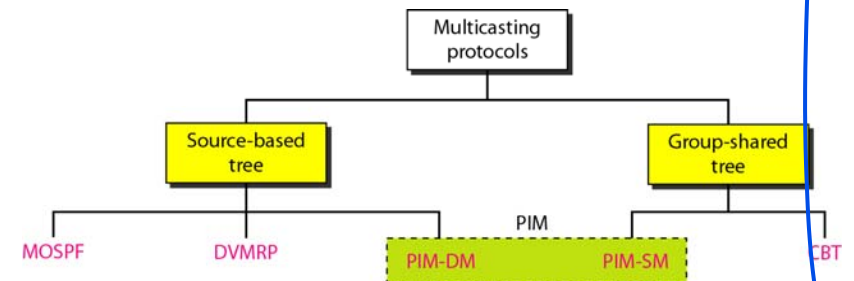 Multicasting
protocols
Source-based
tree
Group-shared
tree
PIM
MOSPF
DVMRP
PIM-DM
PIM-SM
CBT